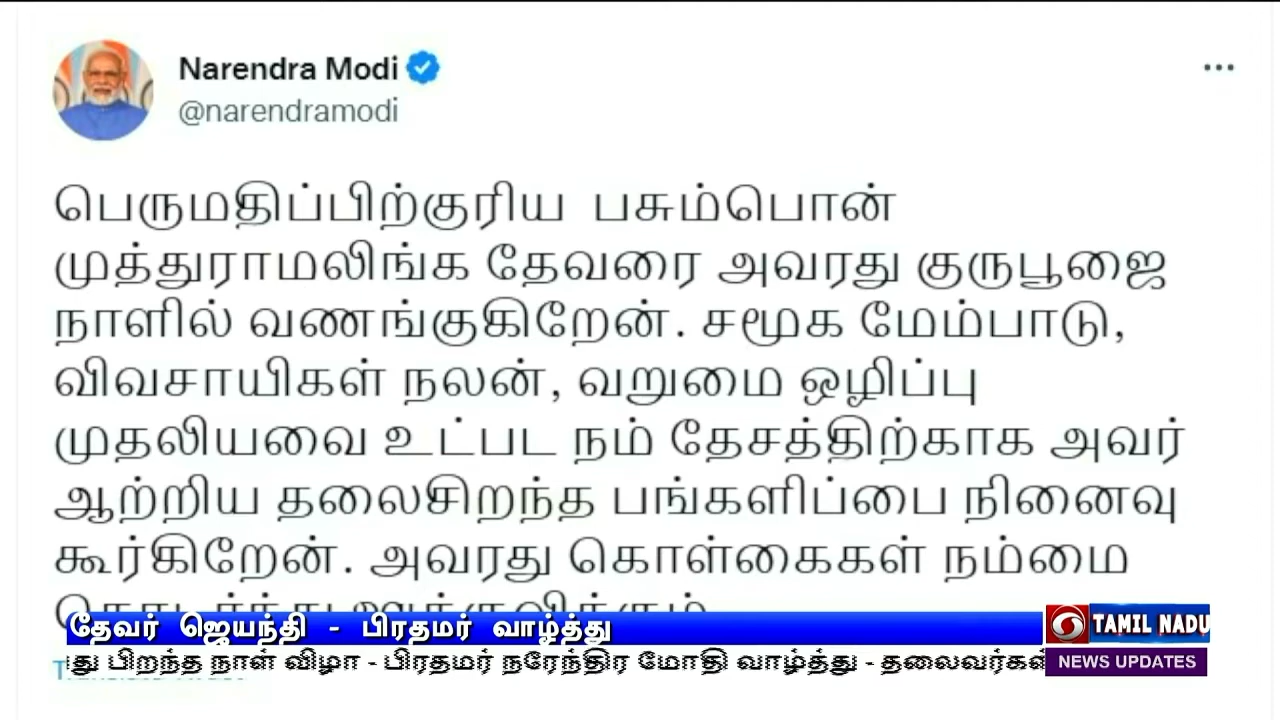 Narendra Modi
@narendramodi
பெருமதிப்பிற்குரிய பசும்பொன்
முத்துராமலிங்க தேவரை அவரது குருபூஜை
நாளில் வணங்குகிறேன். சமூக மேம்பாடு,
விவசாயிகள் நலன், வறுமை ஒழிப்பு
முதலியவை உட்பட நம் தேசத்திற்காக அவர்
ஆற்றிய தலைசிறந்த பங்களிப்பை நினைவு
கூர்கிறேன். அவரது கொள்கைகள் நம்மை
தேவர் ஜெயந்தி - பிரதமர் வாழ்த்து
TAMIL NADU
பிறந்த நாள் விழா - பிரதமர் நரேந்திர மோதி வாழ்த்து - தலைவர்கள்
NEWS UPDATES